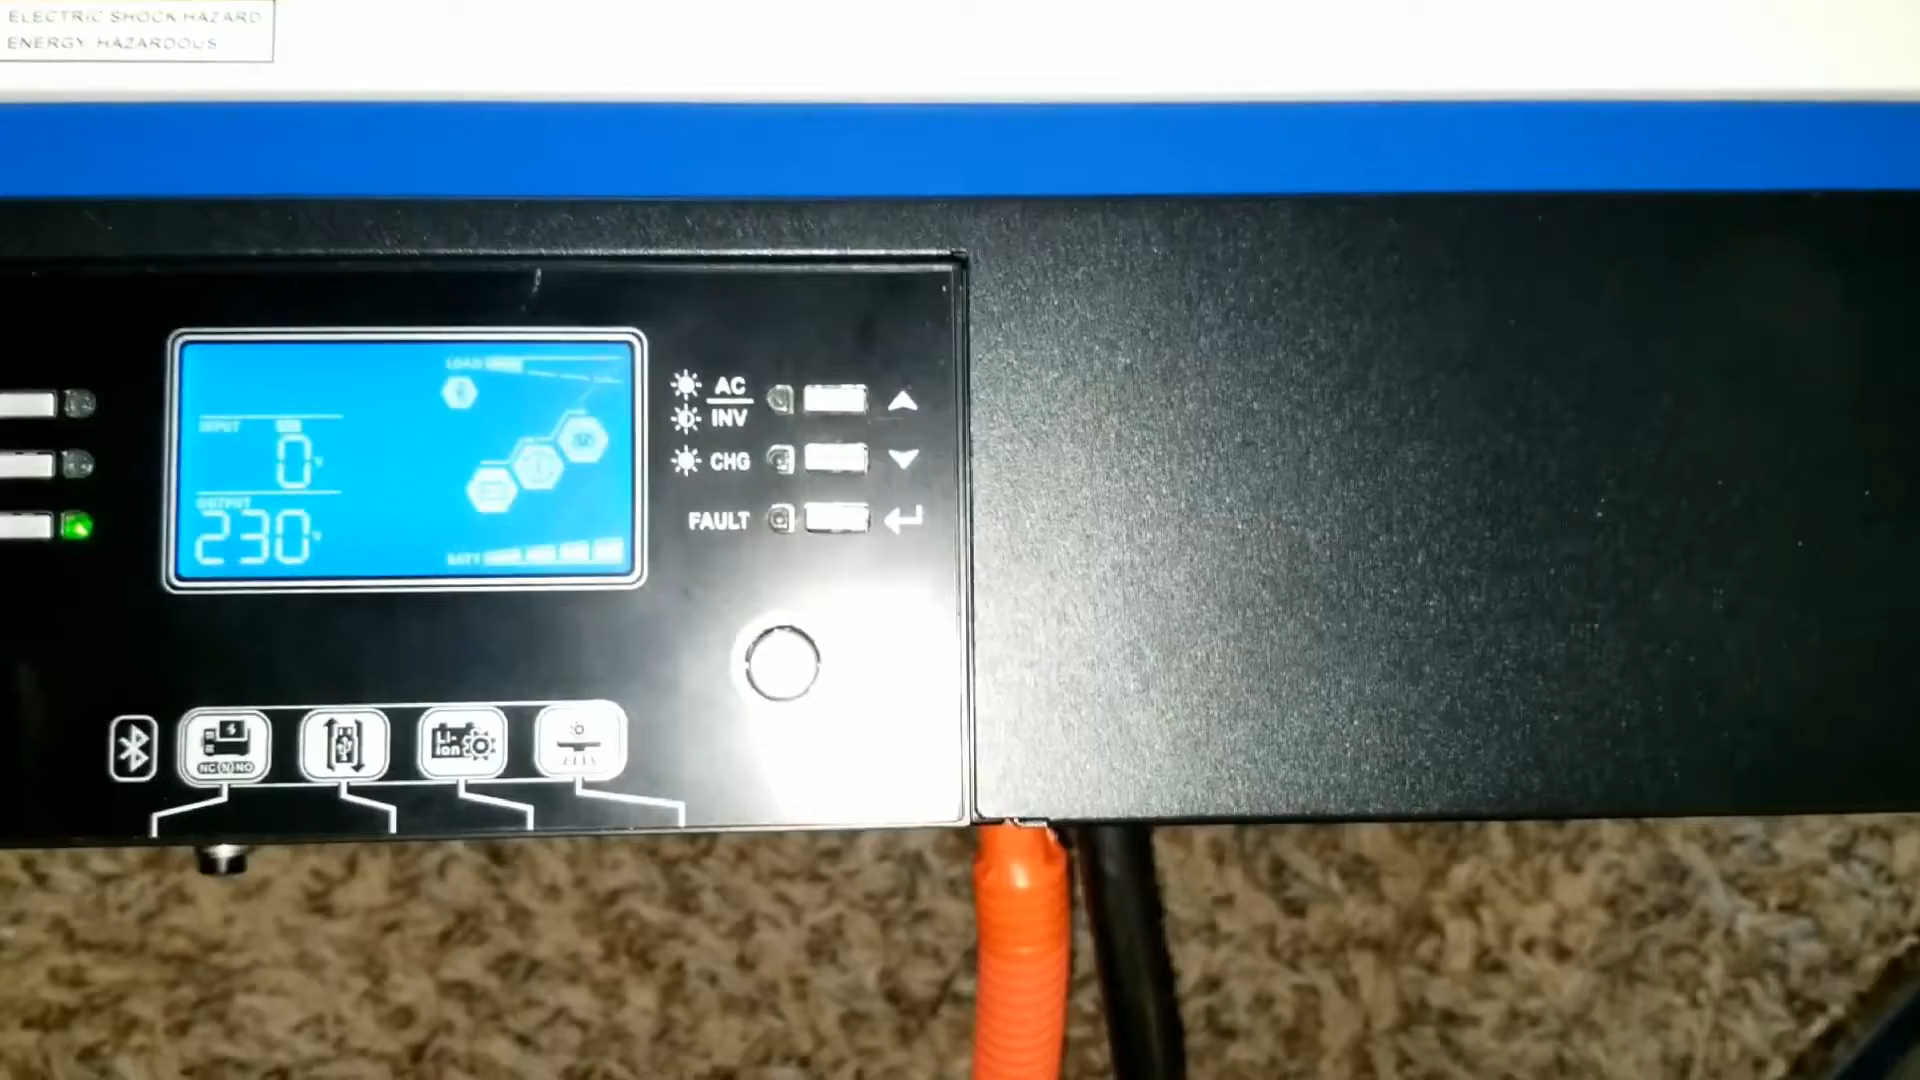 ELECTRIC SHOCK HAZARD
ENERGY HAZARDOUS
LOAD
INPUT
0 V
OUTPUT
230 V
BATT
AC
INV
CHG
FAULT
NC (N) NO
Li-
ion